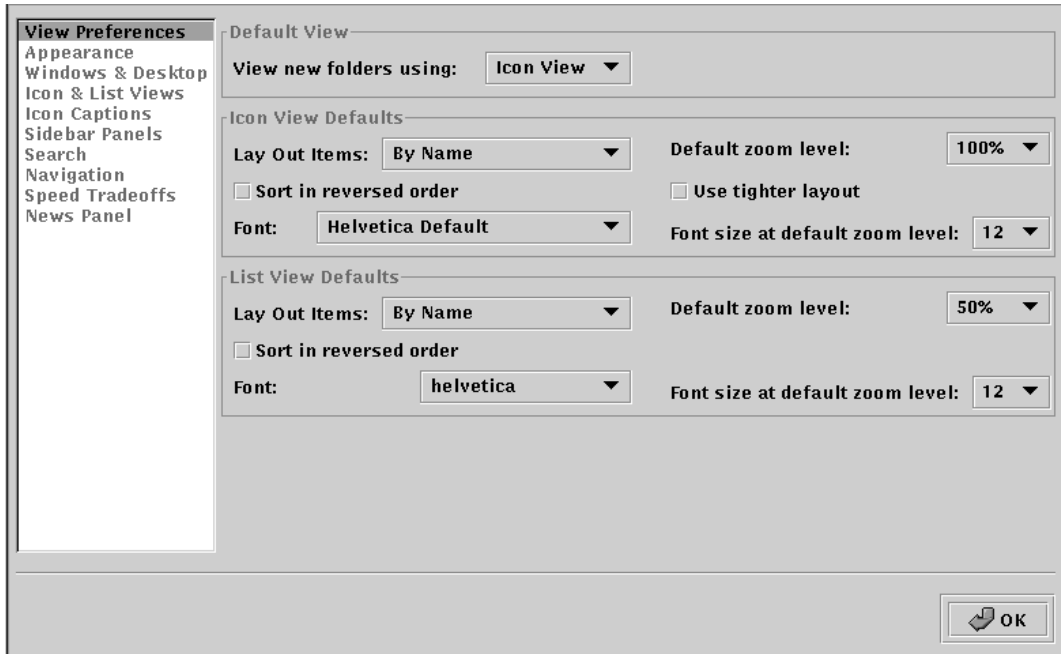 View Preferences
Appearance
Windows & Desktop
Icon & List Views
Icon Captions
Sidebar Panels
Search
Navigation
Speed Tradeoffs
News Panel
Default View
View new folders using: Icon View
Icon View Defaults
Lay Out Items: By Name Default zoom level: 100%
Sort in reversed order Use tighter layout
Font: Helvetica Default Font size at default zoom level: 12
List View Defaults
Lay Out Items: By Name Default zoom level: 50%
Sort in reversed order
Font: helvetica Font size at default zoom level: 12
OK